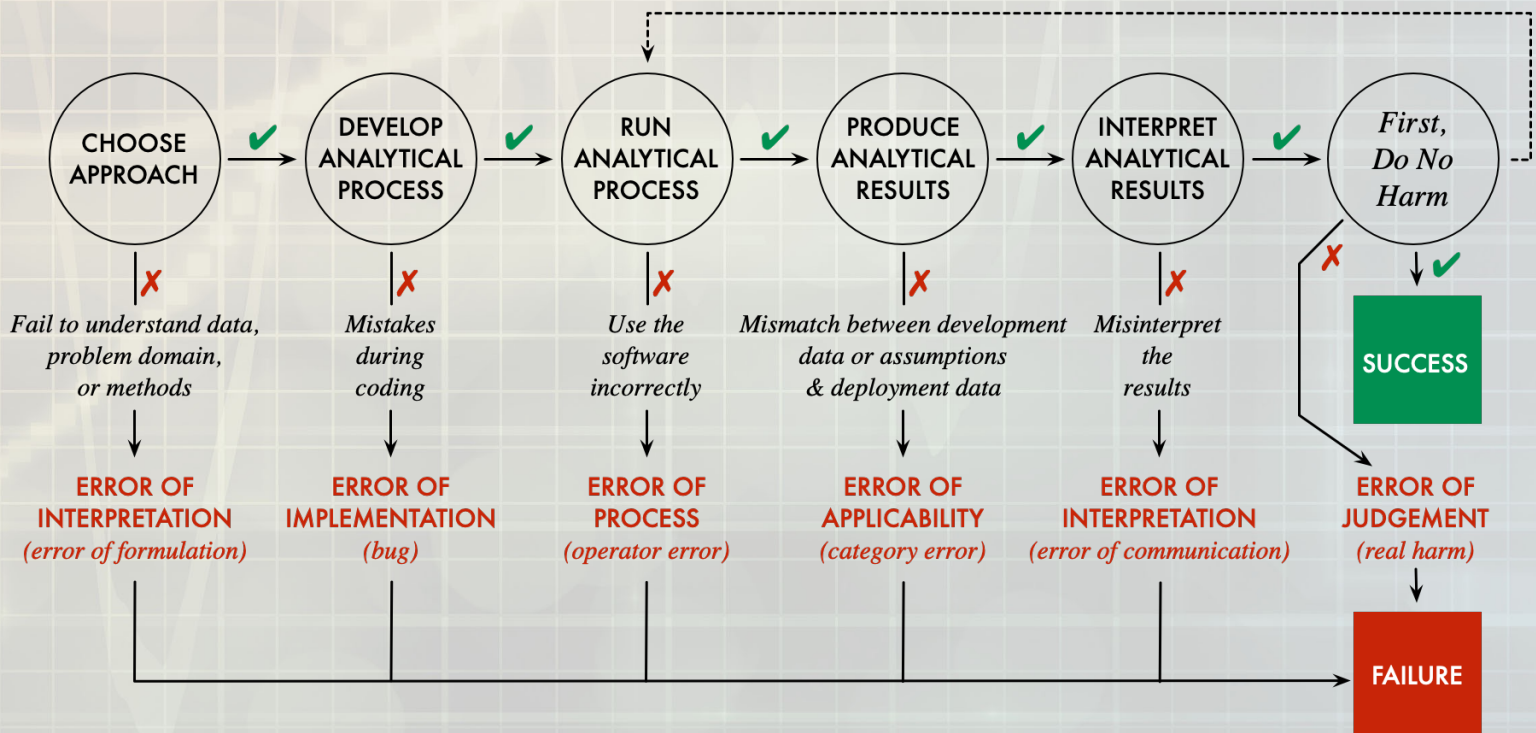 CHOOSE
APPROACH
DEVELOP
ANALYTICAL
PROCESS
RUN
ANALYTICAL
PROCESS
PRODUCE
ANALYTICAL
RESULTS
INTERPRET
ANALYTICAL
RESULTS
First,
Do No
Harm
Fail to understand data,
problem domain,
or methods
Mistakes
during
coding
Use the
software
incorrectly
Mismatch between development
data or assumptions
& deployment data
Misinterpret
the
results
SUCCESS
ERROR OF
INTERPRETATION
(error of formulation)
ERROR OF
IMPLEMENTATION
(bug)
ERROR OF
PROCESS
(operator error)
ERROR OF
APPLICABILITY
(category error)
ERROR OF
INTERPRETATION
(error of communication)
ERROR OF
JUDGEMENT
(real harm)
FAILURE